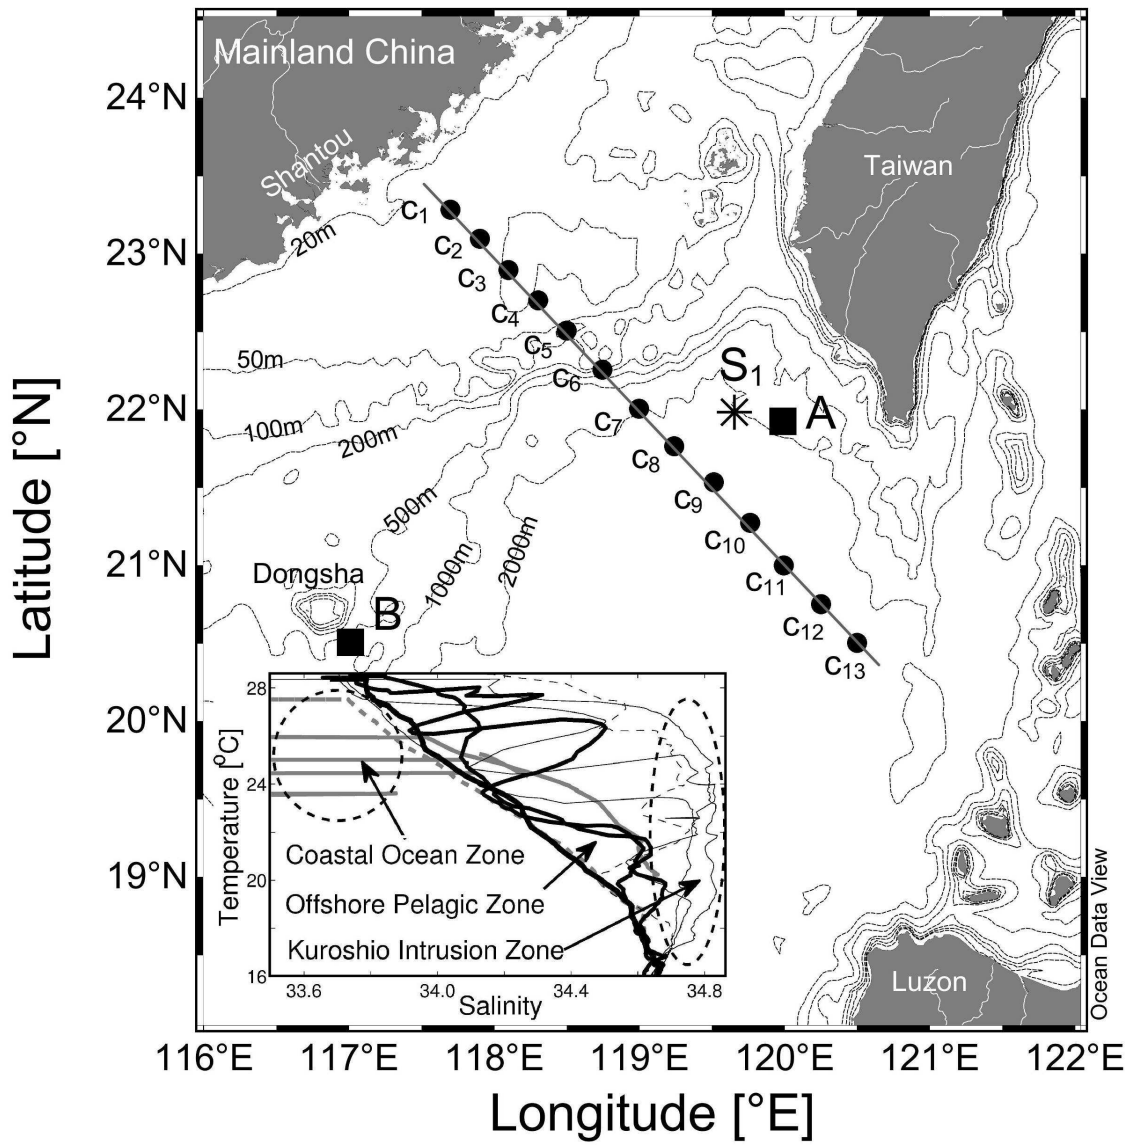 Mainland China
24°N
Shantou
Taiwan
C1
20m
23°N
C2
C3
C4
C5
50m
S1
C6
22°N
A
C7
100m
200m
C8
C9
500m
C10
21°N
2000m
1000m
Dongsha
C11
B
C12
C13
28
20°N
24
Coastal Ocean Zone
20
19°N
Offshore Pelagic Zone
Kuroshio Intrusion Zone
16
Temperature [°C]
33.6
34.0
34.4
34.8
Salinity
Luzon
Ocean Data View
116°E
117°E
118°E
119°E
120°E
121°E
122°E
Latitude [°N]
Longitude [°E]